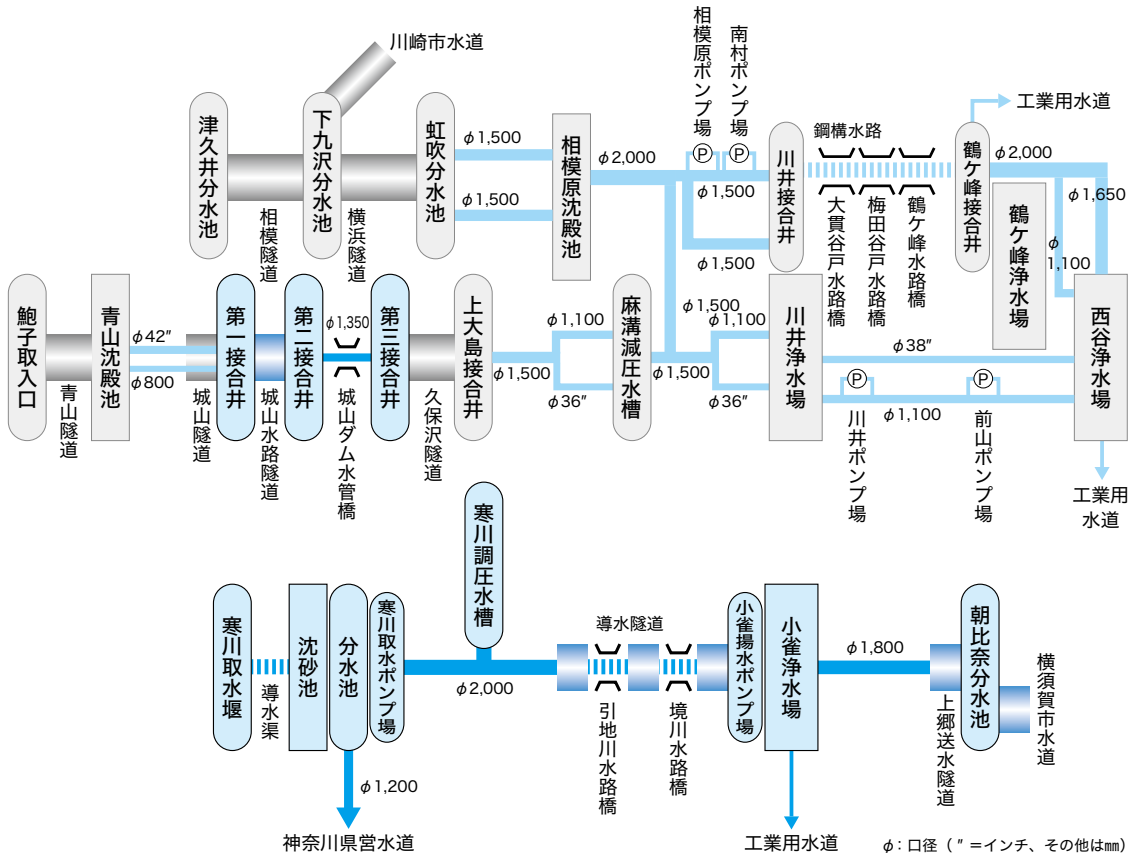 川崎市水道
津久井分水池
下九沢分水池
虹吹分水池
相模隧道
横浜隧道
φ1,500
φ1,500
相模原沈殿池
φ2,000
相模原ポンプ場
南村ポンプ場
P
P
φ1,500
φ1,500
川井接合井
鋼構水路
大貫谷戸水路橋
梅田谷戸水路橋
鶴ケ峰水路橋
鶴ケ峰接合井
工業用水道
φ2,000
φ1,650
鶴ケ峰浄水場
φ
1,100
鮑子取入口
青山隧道
青山沈殿池
φ42″
φ800
城山隧道
第一接合井
城山水路隧道
第二接合井
φ1,350
城山ダム水管橋
第三接合井
久保沢隧道
上大島接合井
φ1,500
φ1,100
φ36″
麻溝減圧水槽
φ1,500
φ1,500
φ1,100
φ36″
川井浄水場
φ38″
P
P
φ1,100
川井ポンプ場
前山ポンプ場
西谷浄水場
工業用
水道
寒川取水堰
導水渠
沈砂池
分水池
寒川取水ポンプ場
φ1,200
神奈川県営水道
寒川調圧水槽
φ2,000
導水隧道
引地川水路橋
境川水路橋
小雀揚水ポンプ場
小雀浄水場
工業用水道
φ1,800
上郷送水隧道
朝比奈分水池
横須賀市水道
φ：口径（ ″ ＝インチ、その他は㎜）